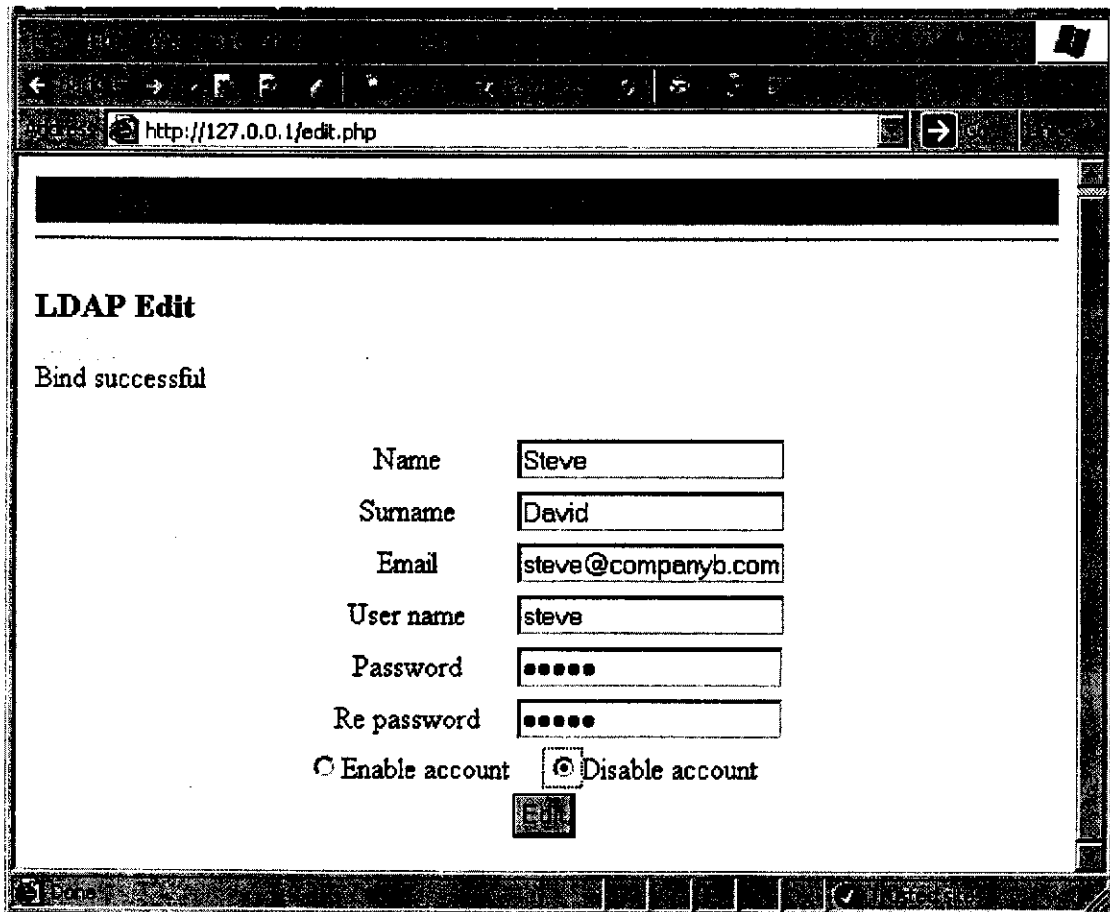 http://127.0.0.1/edit.php
LDAP Edit
Bind successful
Name Steve
Surname David
Email steve@companyb.com
User name steve
Password •••••
Re password •••••
Enable account Disable account
Edit
Done